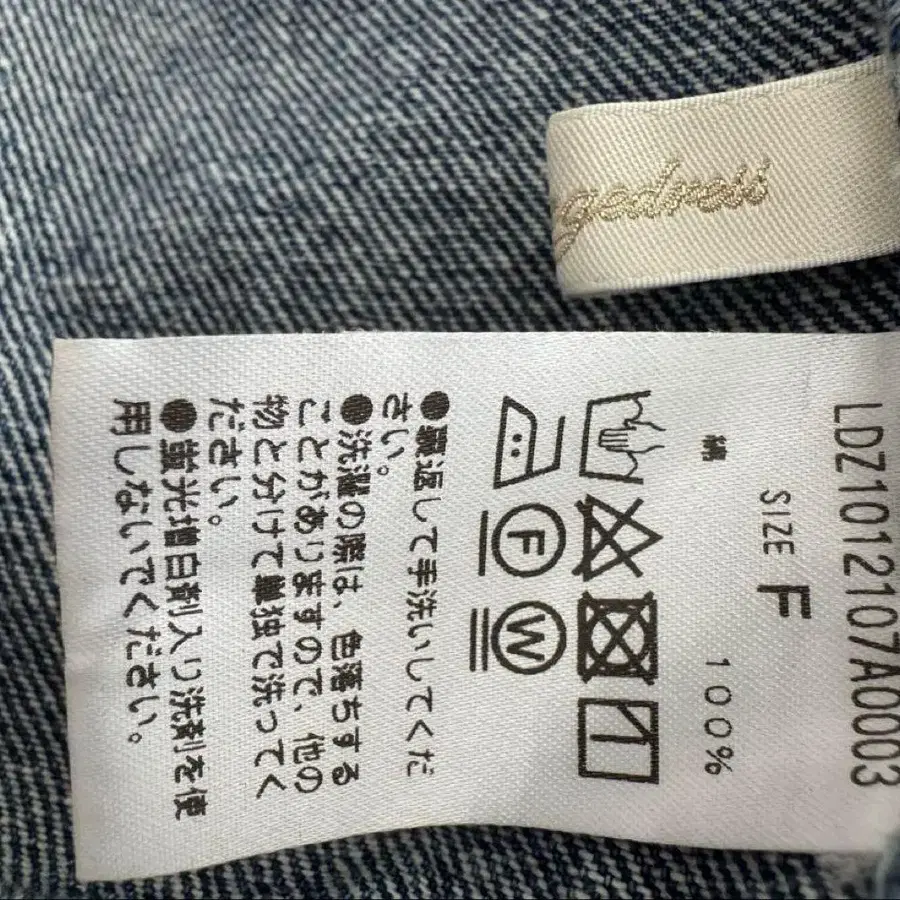 gedress
LDZ1012107A0003
SIZE F
綿 100%
F
W
●裏返して手洗いしてくだ
さい。
●洗濯の際は、色落ちする
ことがありますので、他の
物と分けて単独で洗ってく
ださい。
●蛍光増白剤入り洗剤を使
用しないでください。